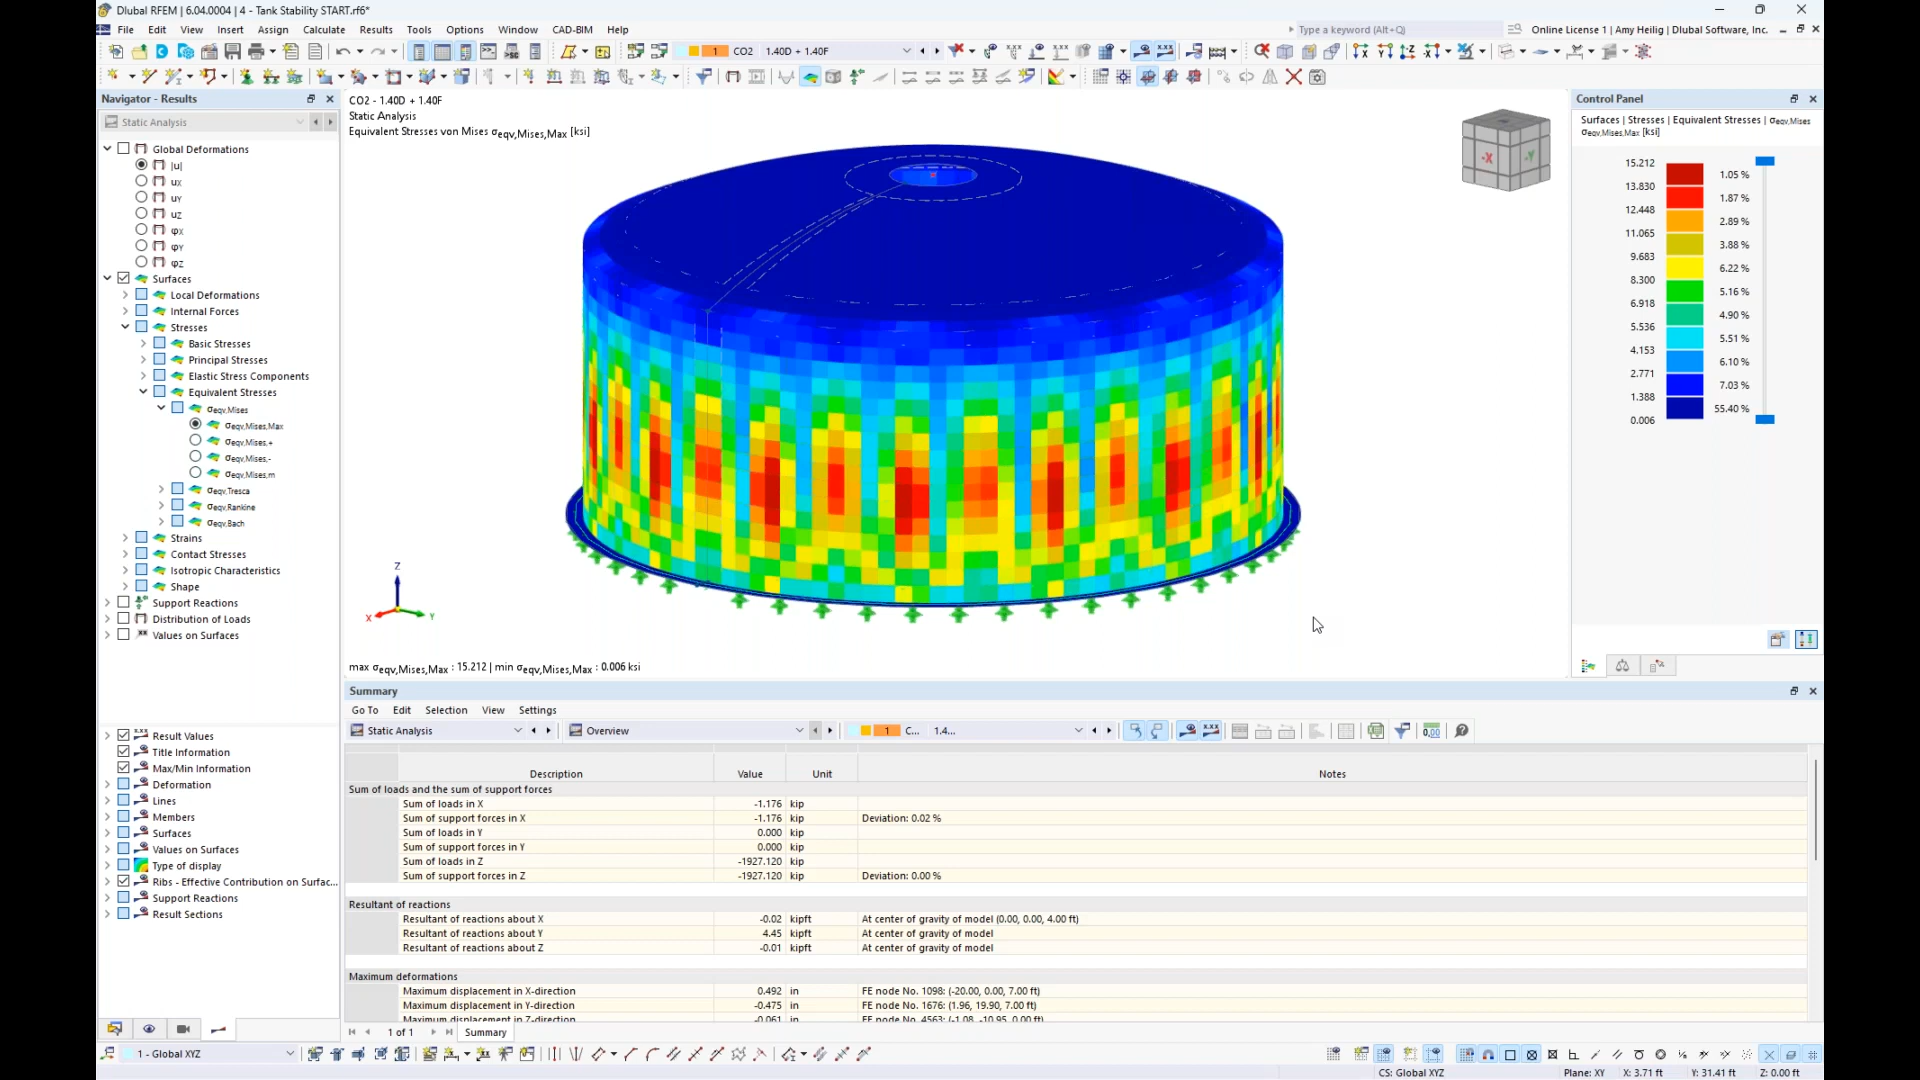 Dlubal RFEM | 6.04.0004 | 4 - Tank Stability START.rf6*
File Edit View Insert Assign Calculate Results Tools Options Window CAD-BIM Help
Type a keyword (Alt+Q)
Online License 1 | Amy Heilig | Dlubal Software, Inc.
1 CO2 1.40D + 1.40F
Navigator - Results
Static Analysis
Global Deformations
|u|
uX
uY
uZ
φX
φY
φZ
Surfaces
Local Deformations
Internal Forces
Stresses
Basic Stresses
Principal Stresses
Elastic Stress Components
Equivalent Stresses
σeqv,Mises
σeqv,Mises,Max
σeqv,Mises,+
σeqv,Mises,-
σeqv,Mises,m
σeqv,Tresca
σeqv,Rankine
σeqv,Bach
Strains
Contact Stresses
Isotropic Characteristics
Shape
Support Reactions
Distribution of Loads
Values on Surfaces
Result Values
Title Information
Max/Min Information
Deformation
Lines
Members
Surfaces
Values on Surfaces
Type of display
Ribs - Effective Contribution on Surfac...
Support Reactions
Result Sections
CO2 - 1.40D + 1.40F
Static Analysis
Equivalent Stresses von Mises σeqv,Mises,Max [ksi]
-X -Y
Z
X Y
max σeqv,Mises,Max : 15.212 | min σeqv,Mises,Max : 0.006 ksi
Control Panel
Surfaces | Stresses | Equivalent Stresses | σeqv,Mises
σeqv,Mises,Max [ksi]
15.212
1.05 %
13.830
1.87 %
12.448
2.89 %
11.065
3.88 %
9.683
6.22 %
8.300
5.16 %
6.918
4.90 %
5.536
5.51 %
4.153
6.10 %
2.771
7.03 %
1.388
55.40 %
0.006
Summary
Go To Edit Selection View Settings
Static Analysis Overview 1 C... 1.4...
Description Value Unit Notes
Sum of loads and the sum of support forces
Sum of loads in X -1.176 kip
Sum of support forces in X -1.176 kip Deviation: 0.02 %
Sum of loads in Y 0.000 kip
Sum of support forces in Y 0.000 kip
Sum of loads in Z -1927.120 kip
Sum of support forces in Z -1927.120 kip Deviation: 0.00 %
Resultant of reactions
Resultant of reactions about X -0.02 kipft At center of gravity of model (0.00, 0.00, 4.00 ft)
Resultant of reactions about Y 4.45 kipft At center of gravity of model
Resultant of reactions about Z -0.01 kipft At center of gravity of model
Maximum deformations
Maximum displacement in X-direction 0.492 in FE node No. 1098: (-20.00, 0.00, 7.00 ft)
Maximum displacement in Y-direction -0.475 in FE node No. 1676: (1.96, 19.90, 7.00 ft)
Maximum displacement in Z-direction -0.061 in FE node No. 4563: (-1.08, -10.95, 0.00 ft)
1 of 1 Summary
1 - Global XYZ
CS: Global XYZ Plane: XY X: 3.71 ft Y: 31.41 ft Z: 0.00 ft